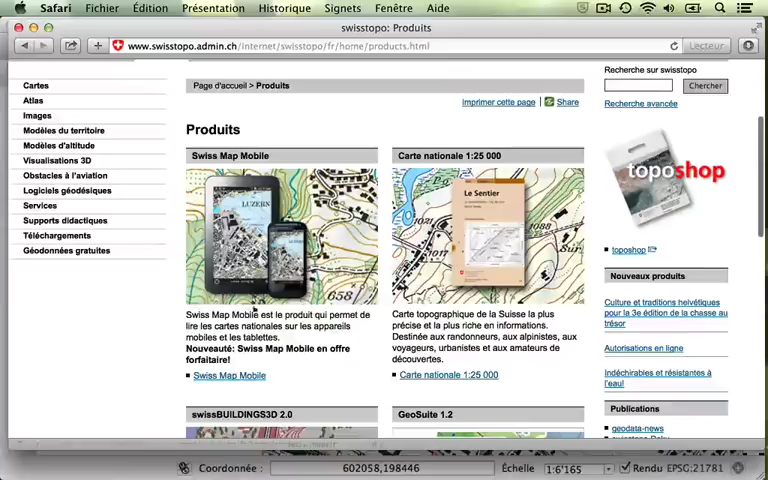 Safari Fichier Édition Présentation Historique Signets Fenêtre Aide
swisstopo: Produits
www.swisstopo.admin.ch/internet/swisstopo/fr/home/products.html
Lecteur
Cartes
Atlas
Images
Modèles du territoire
Modèles d'altitude
Visualisations 3D
Obstacles à l'aviation
Logiciels géodésiques
Services
Supports didactiques
Téléchargements
Géodonnées gratuites
Page d'accueil > Produits
Imprimer cette page | Share
Produits
Swiss Map Mobile
LUZERN
658
Swiss Map Mobile est le produit qui permet de
lire les cartes nationales sur les appareils
mobiles et les tablettes.
Nouveauté: Swiss Map Mobile en offre
forfaitaire!
Swiss Map Mobile
Carte nationale 1:25 000
Le Sentier
1021
1088
Sur
Carte topographique de la Suisse la plus
précise et la plus riche en informations.
Destinée aux randonneurs, aux alpinistes, aux
voyageurs, urbanistes et aux amateurs de
découvertes.
Carte nationale 1:25 000
swissBUILDINGS3D 2.0
GeoSuite 1.2
Recherche sur swisstopo
Chercher
Recherche avancée
toposhop
toposhop
Nouveaux produits
Culture et traditions helvétiques
pour la 3e édition de la chasse au
trésor
Autorisations en ligne
Indéchirables et résistantes à
l'eau!
Publications
geodata-news
Coordonnée : 602058,198446 Échelle 1:6'165 Rendu EPSG:21781